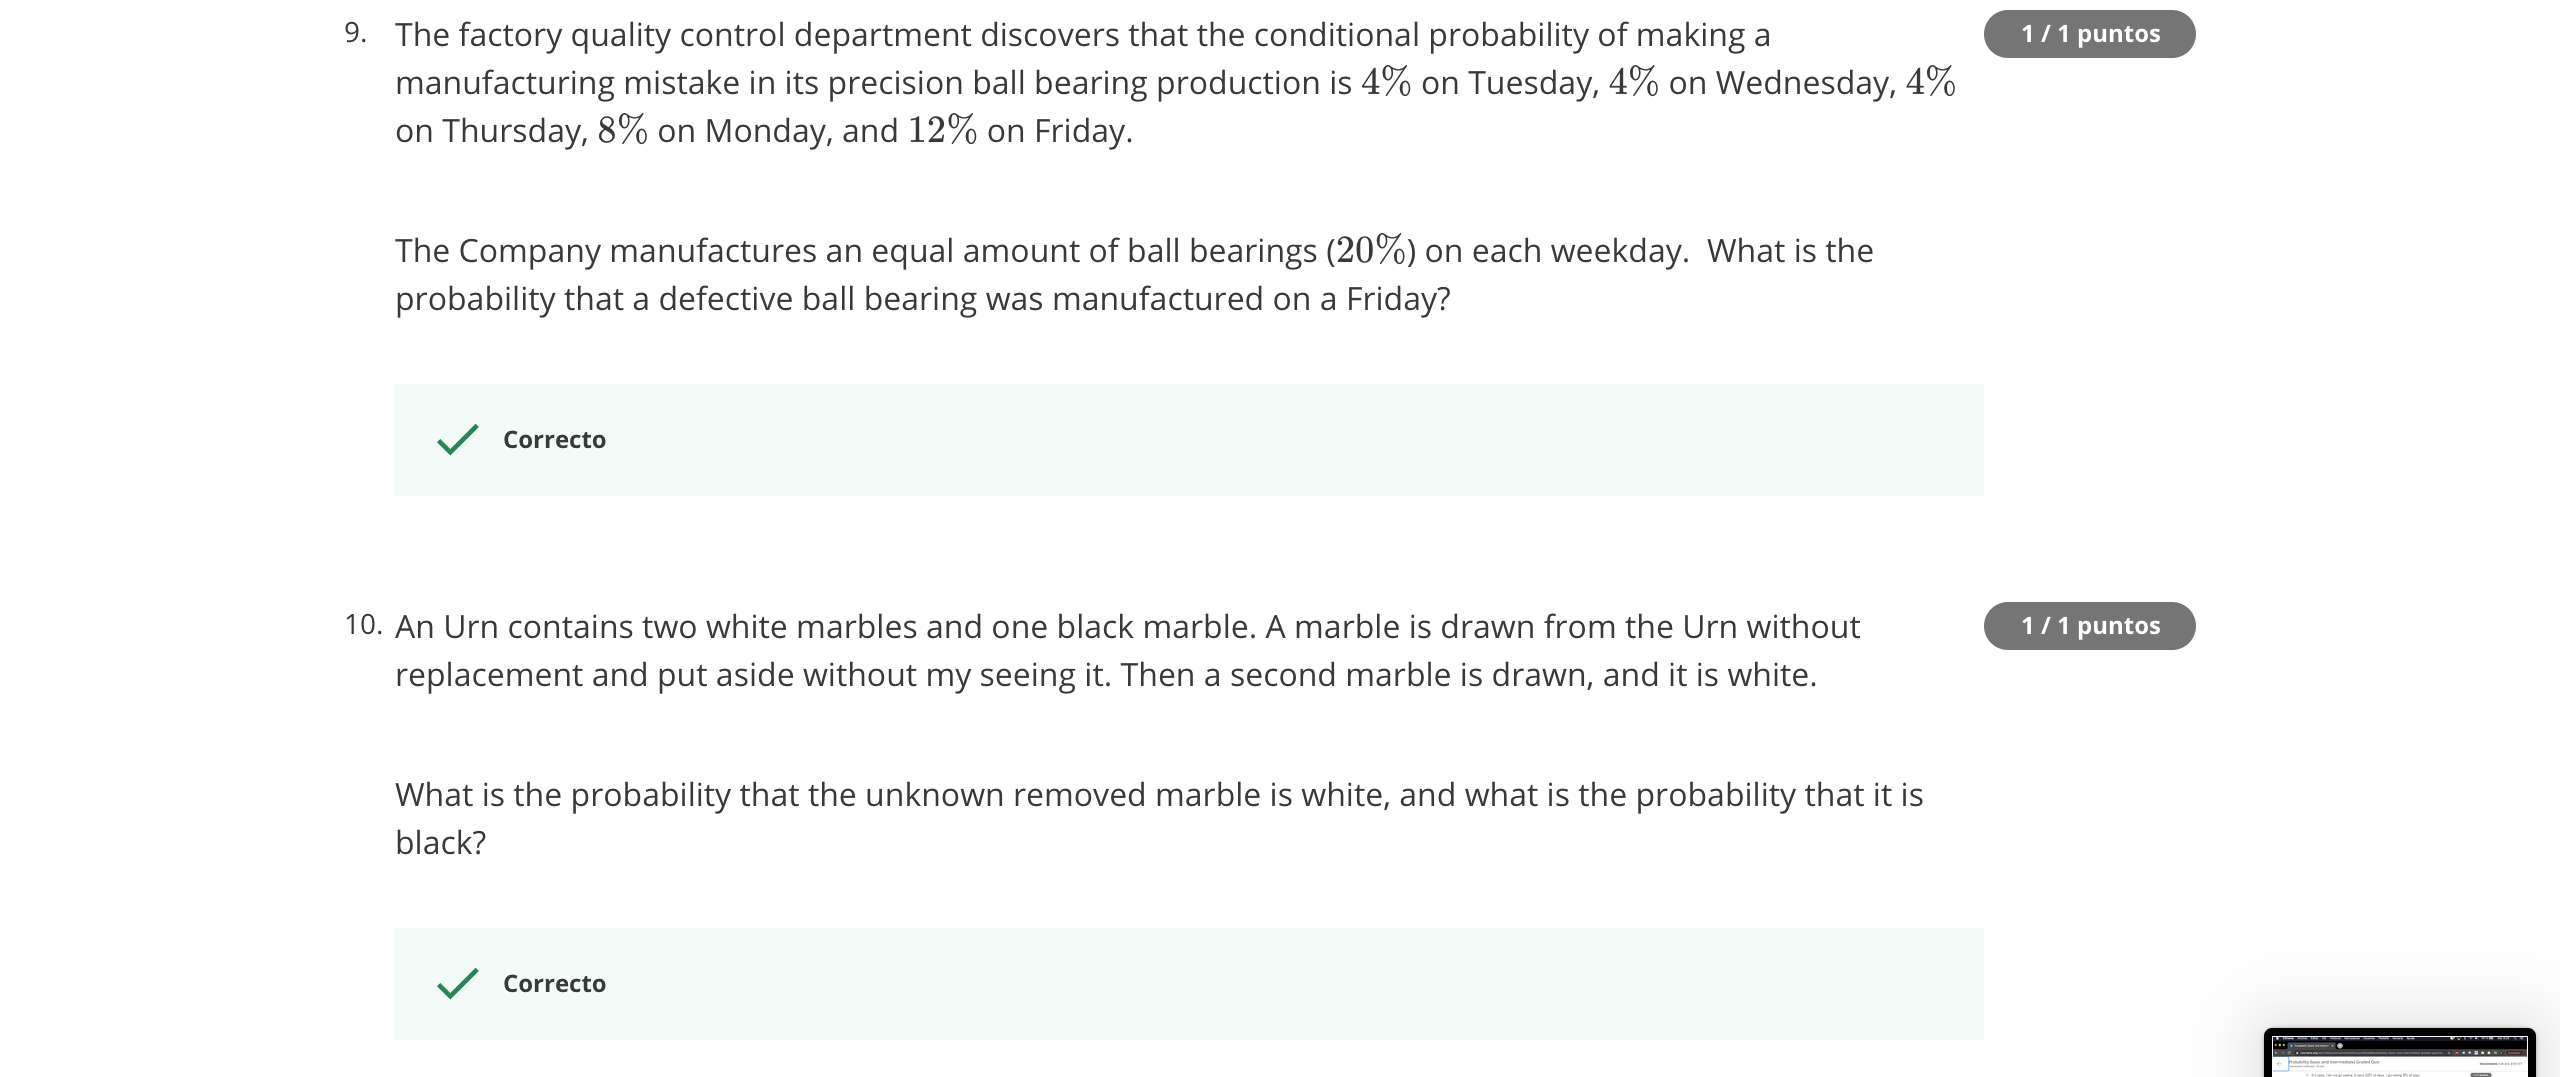 9. The factory quality control department discovers that the conditional probability of making a 1 / 1 puntos
manufacturing mistake in its precision ball bearing production is 4% on Tuesday, 4% on Wednesday, 4%
on Thursday, 8% on Monday, and 12% on Friday.
The Company manufactures an equal amount of ball bearings (20%) on each weekday. What is the
probability that a defective ball bearing was manufactured on a Friday?
Correcto
10. An Urn contains two white marbles and one black marble. A marble is drawn from the Urn without 1 / 1 puntos
replacement and put aside without my seeing it. Then a second marble is drawn, and it is white.
What is the probability that the unknown removed marble is white, and what is the probability that it is
black?
Correcto